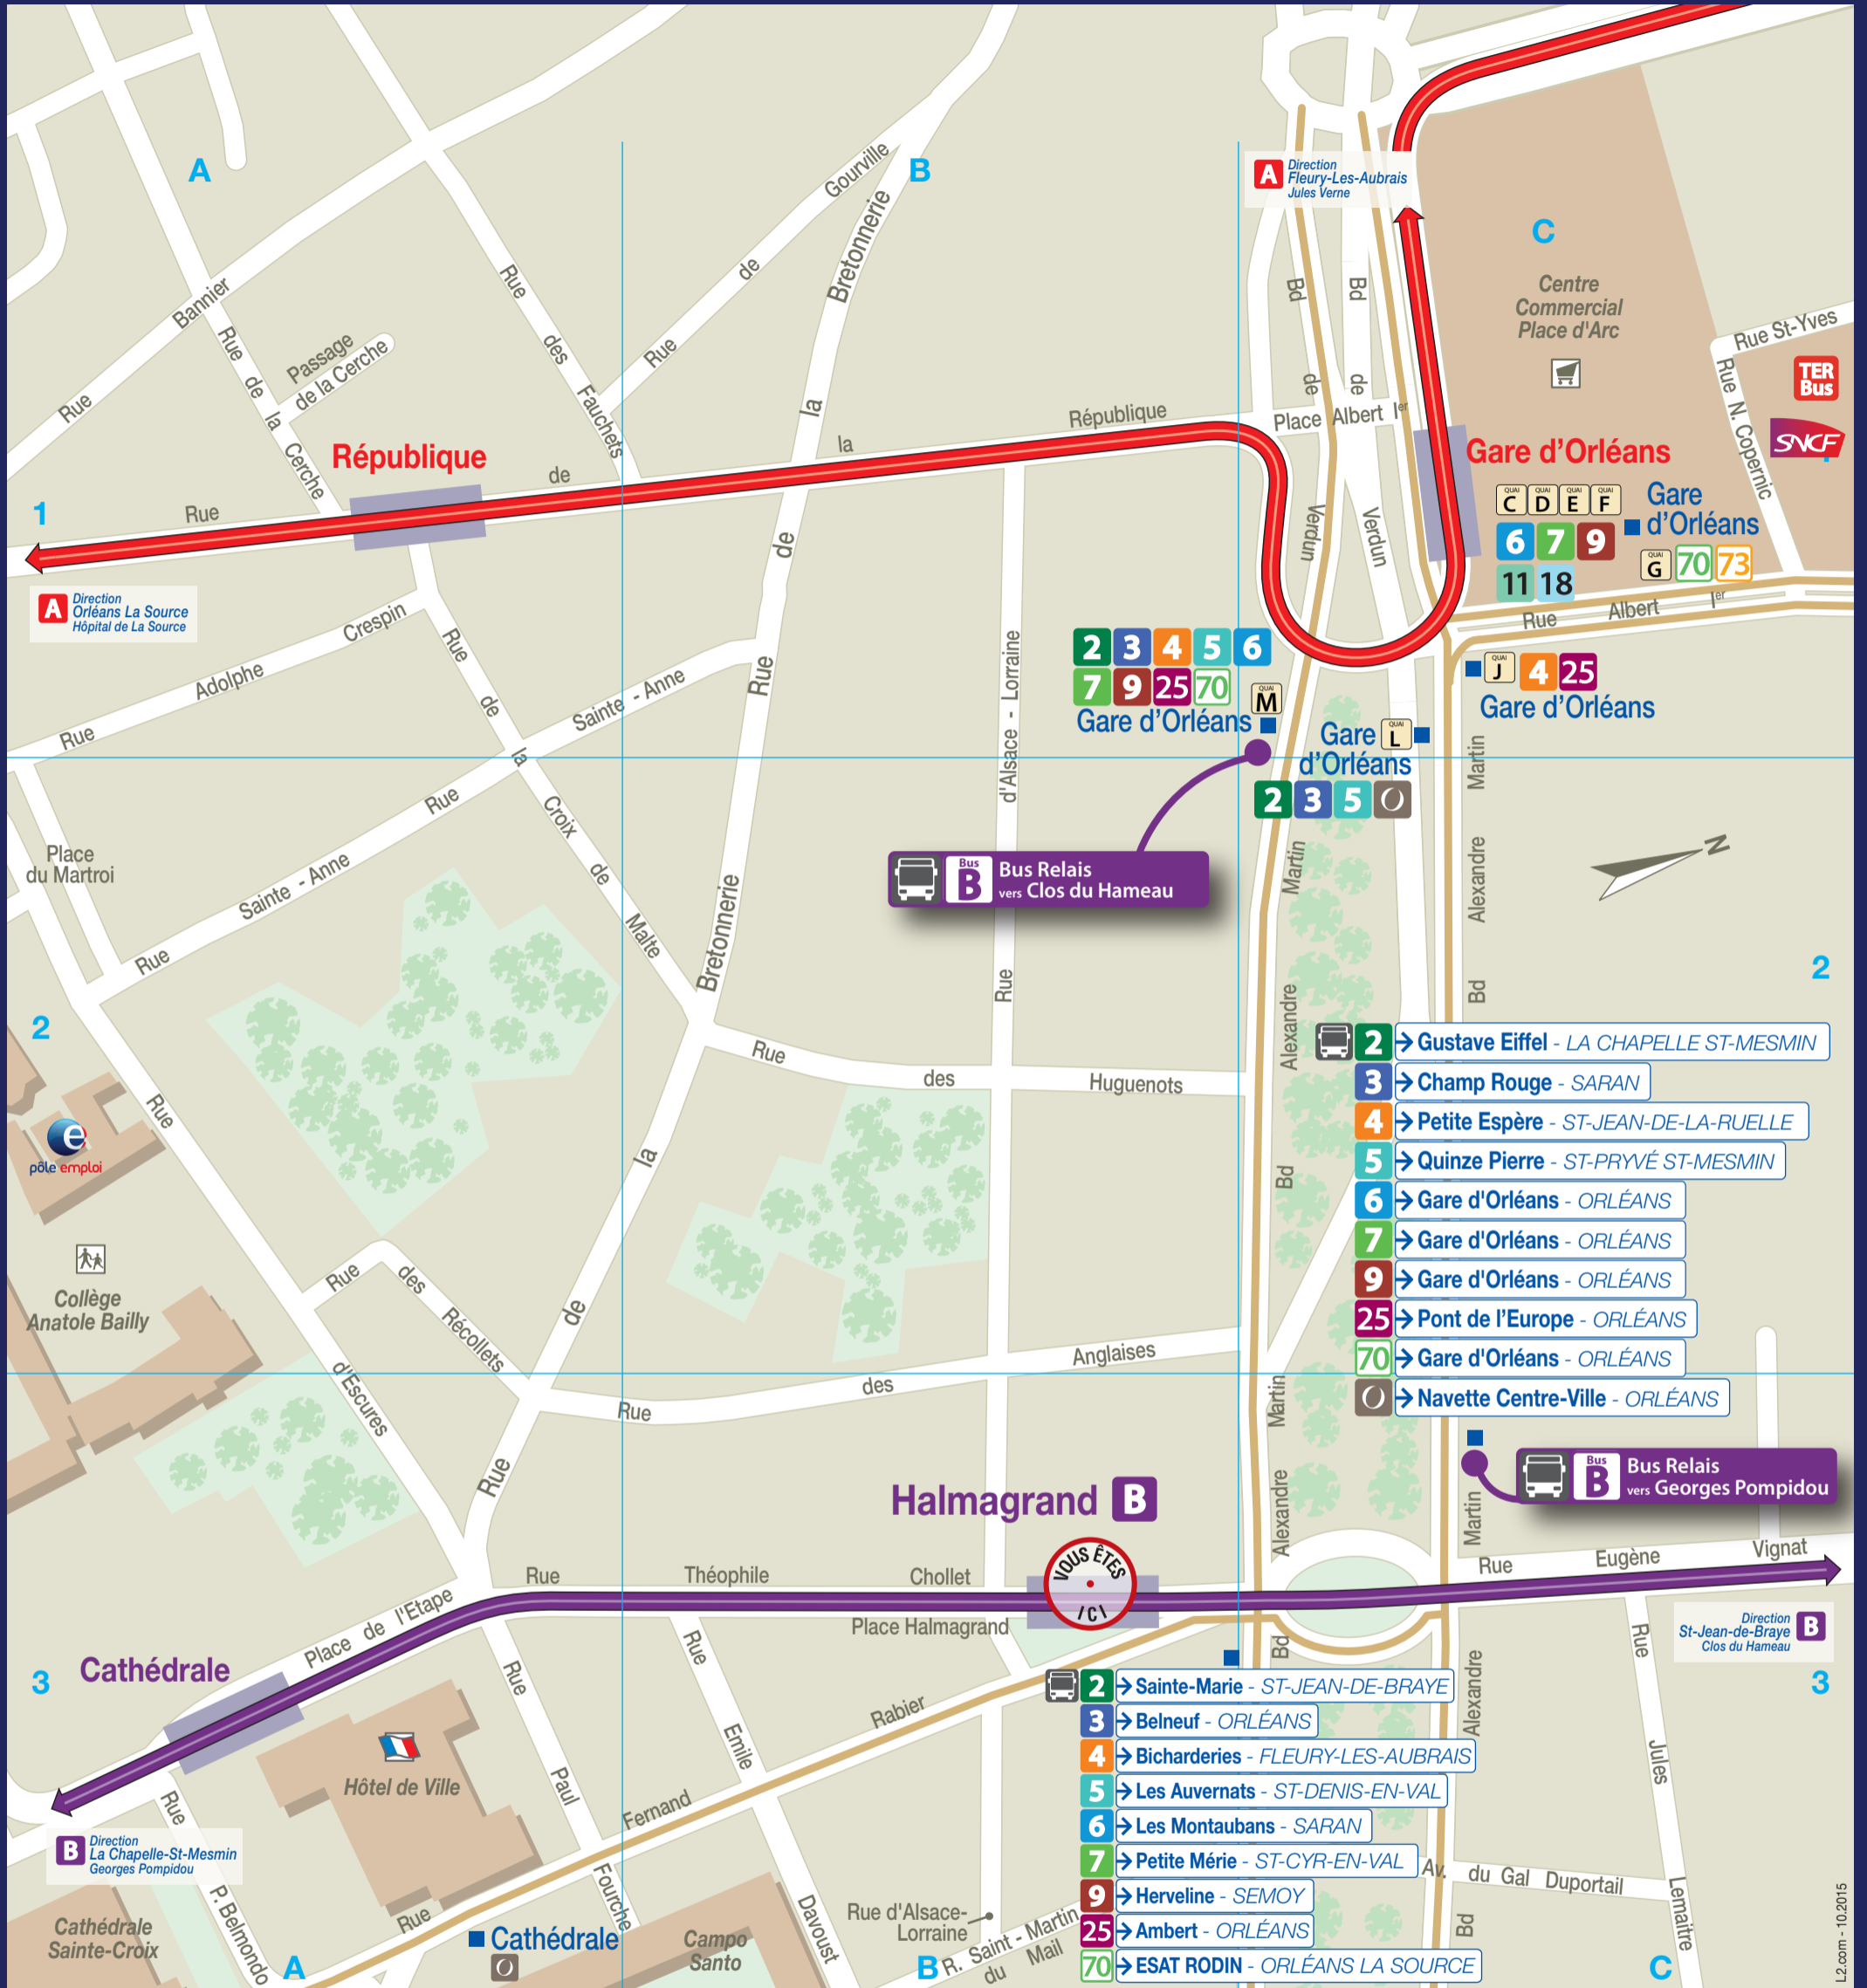 A
B
A
Direction
Fleury-Les-Aubrais
Jules Verne
C
Centre
Commercial
Place d'Arc
Rue St-Yves
Rue N. Copernic
TER
Bus
SNCF
Rue Bannier
Rue de la Cerche
Passage
de la Cerche
Rue des Fauchets
Rue de Gourville
Rue de la Bretonnerie
Bd de Verdun
Bd de Verdun
Place Albert Ier
République
Rue de la République
1
A
Direction
Orléans La Source
Hôpital de La Source
Gare d'Orléans
QUAI C
QUAI D
QUAI E
QUAI F
6 7 9
11 18
Gare
d'Orléans
QUAI G
70 73
Rue Albert Ier
2 3 4 5 6
7 9 25 70
Gare d'Orléans
QUAI M
Gare
d'Orléans
QUAI L
2 3 5 O
QUAI J
4 25
Gare d'Orléans
Rue Adolphe Crespin
Rue de la Croix de Malte
Rue Sainte - Anne
Rue Sainte - Anne
Rue d'Alsace - Lorraine
Place
du Martroi
Bus
B
Bus Relais
vers Clos du Hameau
Bd Alexandre Martin
Bd Alexandre Martin
N
2
2
pôle emploi
Collège
Anatole Bailly
Rue d'Escures
Rue des Huguenots
Rue des Récollets
Rue des Anglaises
Rue de la Bretonnerie
2 Gustave Eiffel - LA CHAPELLE ST-MESMIN
3 Champ Rouge - SARAN
4 Petite Espère - ST-JEAN-DE-LA-RUELLE
5 Quinze Pierre - ST-PRYVÉ ST-MESMIN
6 Gare d'Orléans - ORLÉANS
7 Gare d'Orléans - ORLÉANS
9 Gare d'Orléans - ORLÉANS
25 Pont de l'Europe - ORLÉANS
70 Gare d'Orléans - ORLÉANS
O Navette Centre-Ville - ORLÉANS
Bus
B
Bus Relais
vers Georges Pompidou
Bd Alexandre Martin
Martin
Halmagrand B
VOUS ÊTES
ICI
Rue Théophile Chollet
Place Halmagrand
Rue Eugène Vignat
Direction
St-Jean-de-Braye
Clos du Hameau
B
3
3
Place de l'Etape
Cathédrale
Hôtel de Ville
B
Direction
La Chapelle-St-Mesmin
Georges Pompidou
Cathédrale
Sainte-Croix
Rue P. Belmondo
Rue Paul Fourche
Rue Emile Davoust
Rue Fernand Rabier
Cathédrale
O
Campo
Santo
Rue d'Alsace-
Lorraine
R. Saint - Martin
du Mail
2 Sainte-Marie - ST-JEAN-DE-BRAYE
3 Belneuf - ORLÉANS
4 Bicharderies - FLEURY-LES-AUBRAIS
5 Les Auvernats - ST-DENIS-EN-VAL
6 Les Montaubans - SARAN
7 Petite Mérie - ST-CYR-EN-VAL
9 Herveline - SEMOY
25 Ambert - ORLÉANS
70 ESAT RODIN - ORLÉANS LA SOURCE
Bd
Bd Alexandre
Av. du Gal Duportail
Rue Jules Lemaitre
A
B
C
L2.com - 10.2015